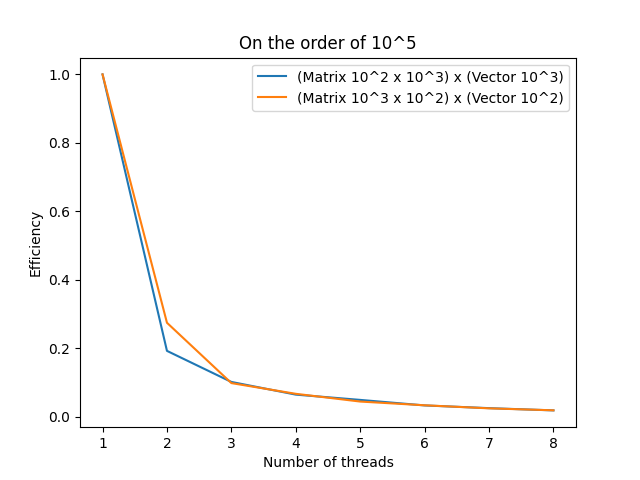 On the order of 10^5
(Matrix 10^2 x 10^3) x (Vector 10^3)
(Matrix 10^3 x 10^2) x (Vector 10^2)
Efficiency
1.0
0.8
0.6
0.4
0.2
0.0
1 2 3 4 5 6 7 8
Number of threads